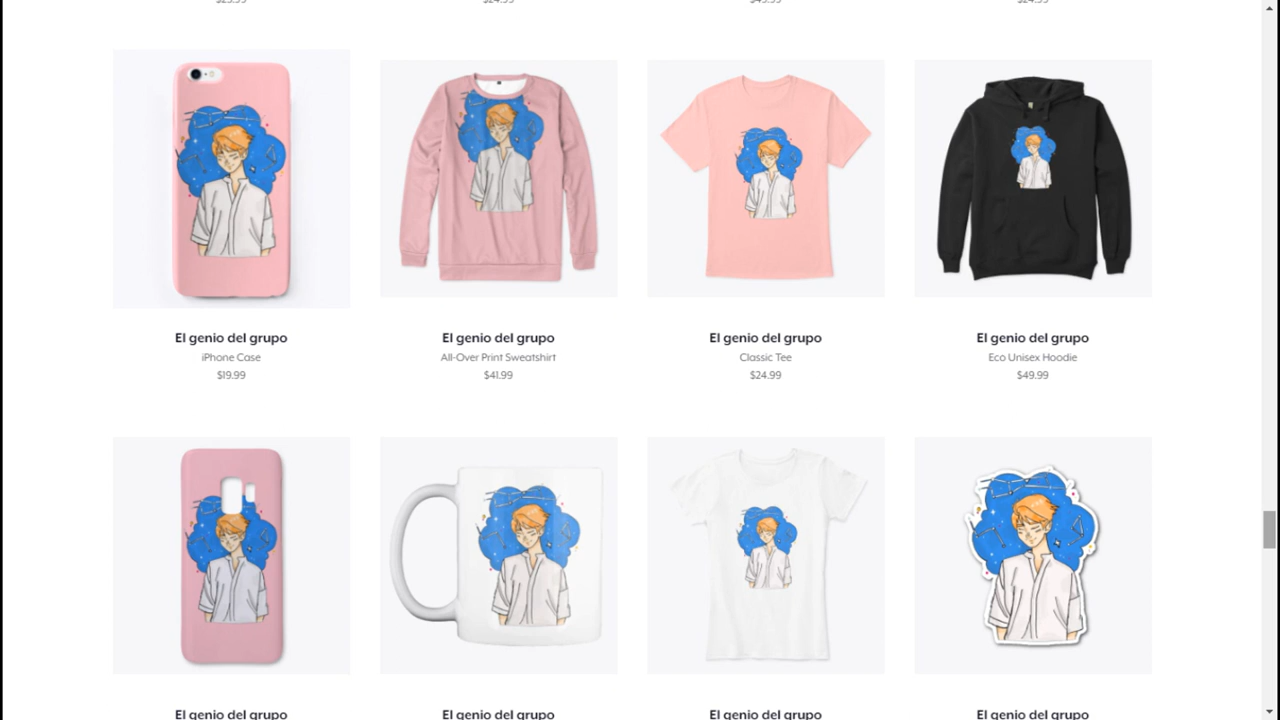 El genio del grupo
iPhone Case
$19.99
El genio del grupo
All-Over Print Sweatshirt
$41.99
El genio del grupo
Classic Tee
$24.99
El genio del grupo
Eco Unisex Hoodie
$49.99
El genio del grupo
El genio del grupo
El genio del grupo
El genio del grupo